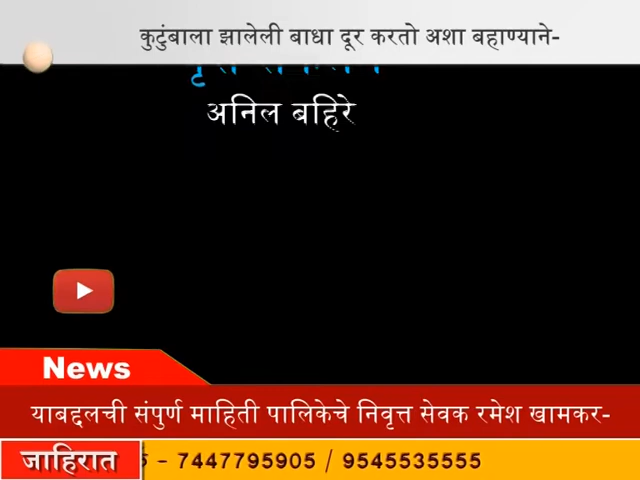 कुटुंबाला झालेली बाधा दूर करतो अशा बहाण्याने-
अनिल बहिरे
News
याबद्दलची संपुर्ण माहिती पालिकेचे निवृत्त सेवक रमेश खामकर-
जाहिरात - 7447795905 / 9545535555